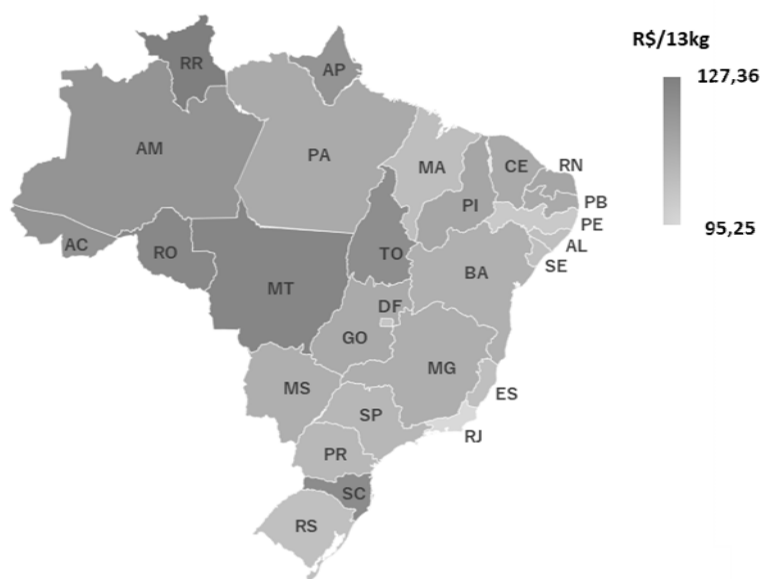 R$/13kg
127,36
95,25
RR
AP
AM
PA
MA
CE
RN
PB
PE
AL
SE
PI
AC
RO
TO
MT
BA
DF
GO
MG
MS
ES
SP
RJ
PR
SC
RS